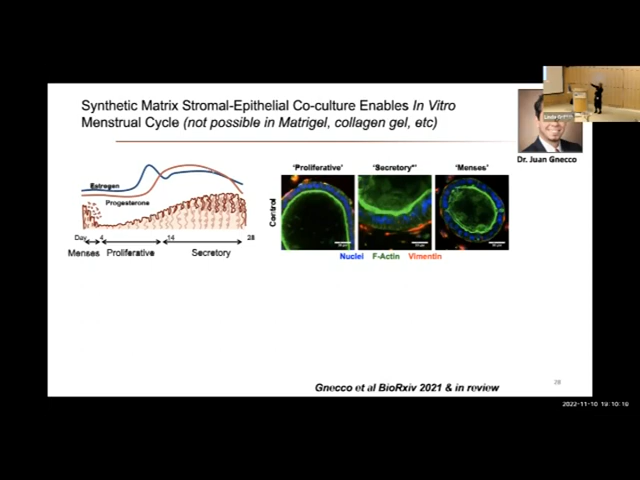 Synthetic Matrix Stromal-Epithelial Co-culture Enables In Vitro
Menstrual Cycle (not possible in Matrigel, collagen gel, etc)
Dr. Juan Gnecco
Estrogen
Progesterone
Day 4 14 28
Menses Proliferative Secretory
'Proliferative' 'Secretory"' 'Menses'
Control
Nuclei F-Actin Vimentin
Gnecco et al BioRxiv 2021 & in review
28
2022-11-10 19:10:16